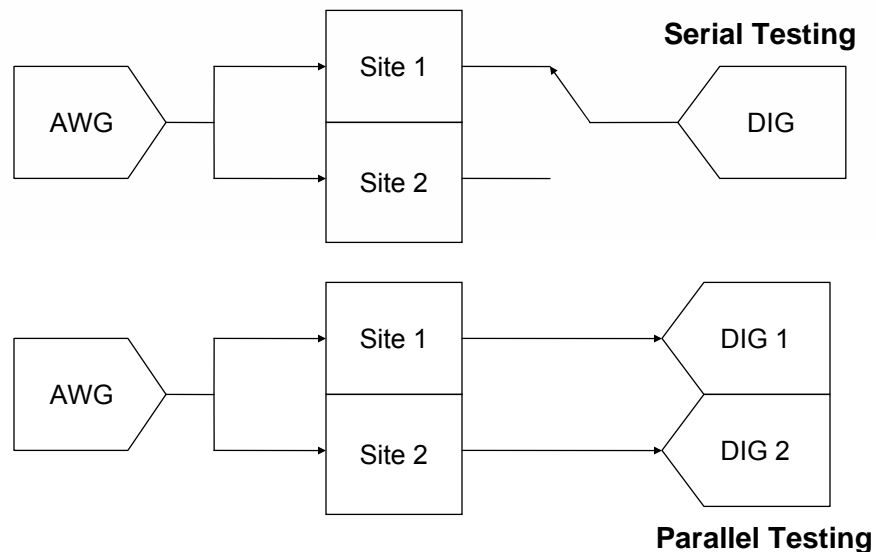 Serial Testing
AWG
Site 1
Site 2
DIG
AWG
Site 1
Site 2
DIG 1
DIG 2
Parallel Testing